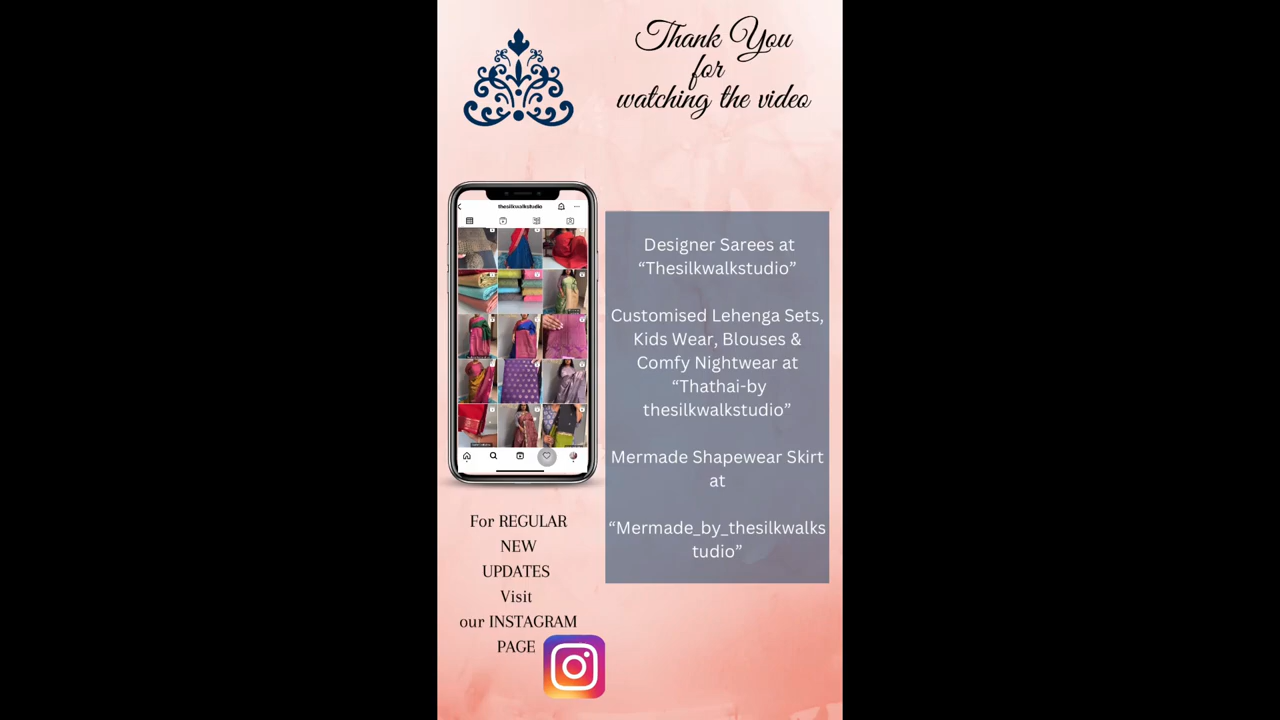 Thank You
for
watching the video
thesilkwalkstudio
Designer Sarees at
“Thesilkwalkstudio”
Customised Lehenga Sets,
Kids Wear, Blouses &
Comfy Nightwear at
“Thathai-by
thesilkwalkstudio”
Mermade Shapewear Skirt
at
“Mermade_by_thesilkwalks
tudio”
For REGULAR
NEW
UPDATES
Visit
our INSTAGRAM
PAGE